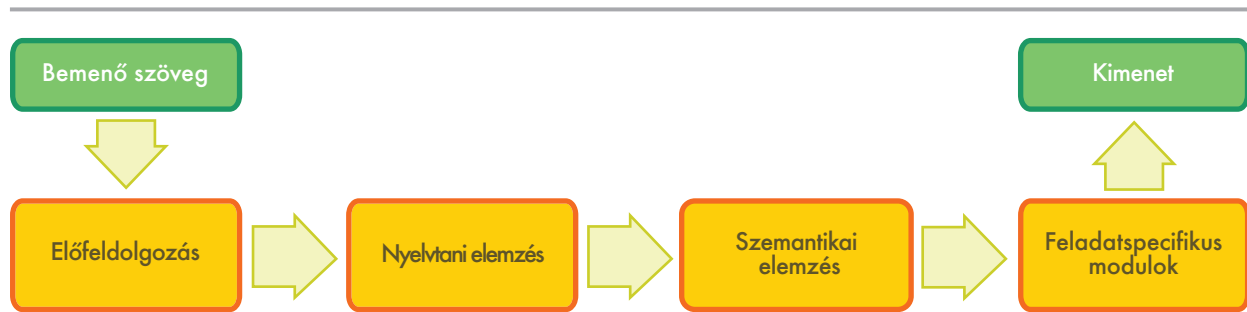 Bemenő szöveg
Kimenet
Előfeldolgozás
Nyelvtani elemzés
Szemantikai
elemzés
Feladatspecifikus
modulok